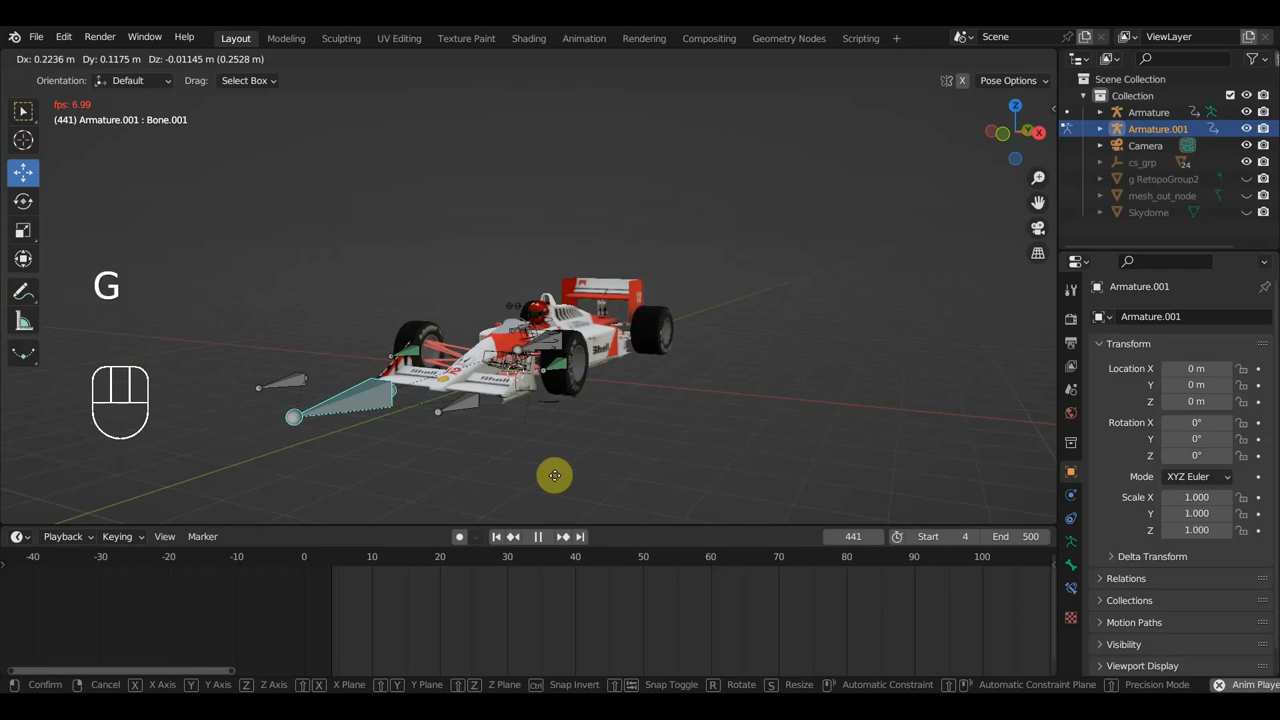 File Edit Render Window Help Layout Modeling Sculpting UV Editing Texture Paint Shading Animation Rendering Compositing Geometry Nodes Scripting + Scene ViewLayer
Dx: 0.2236 m Dy: 0.1175 m Dz: -0.01145 m (0.2528 m)
Orientation: Default Drag: Select Box X Pose Options
Scene Collection
Collection
Armature
Armature.001
Camera
cs_grp 24
g RetopoGroup2
mesh_out_node
Skydome
fps: 6.99
(441) Armature.001 : Bone.001
Z
Y
X
G
Shell
Shell
12
Armature.001
Armature.001
Transform
Location X 0 m
Y 0 m
Z 0 m
Rotation X 0°
Y 0°
Z 0°
Mode XYZ Euler
Scale X 1.000
Y 1.000
Z 1.000
Delta Transform
Relations
Collections
Motion Paths
Visibility
Viewport Display
Playback Keying View Marker 441 Start 4 End 500
-40 -30 -20 -10 0 10 20 30 40 50 60 70 80 90 100
Confirm Cancel X X Axis Y Y Axis Z Z Axis X X Plane Y Y Plane Z Z Plane Ctrl Snap Invert Snap Toggle R Rotate S Resize Automatic Constraint Automatic Constraint Plane Precision Mode Anim Playe